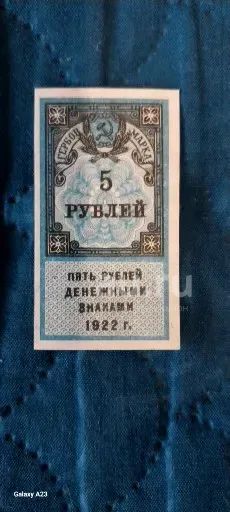 ГЕРБОВ. МАРКА
5
РУБЛЕЙ
ПЯТЬ РУБЛЕЙ
ДЕНЕЖНЫМИ
ЗНАКАМИ
1922 г.
Galaxy A23